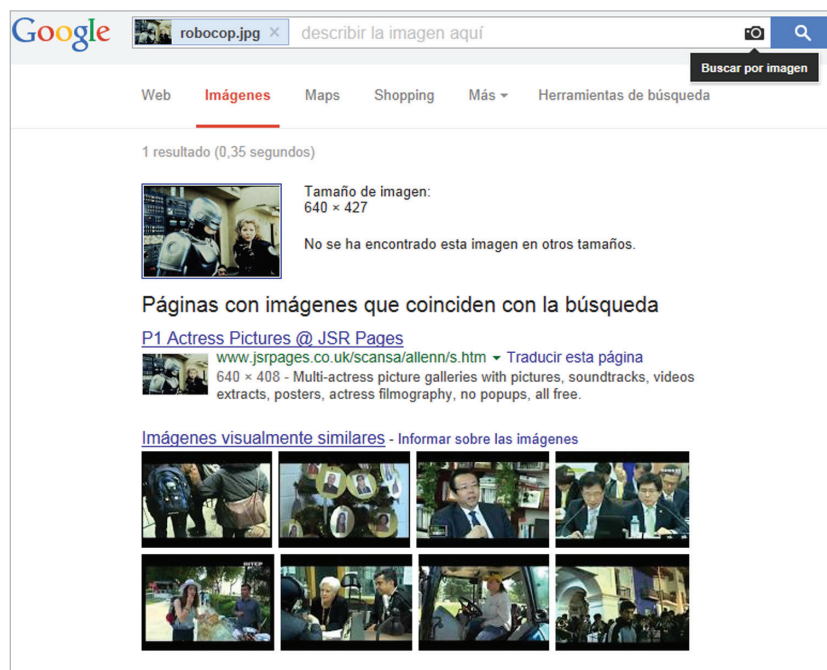 Google robocop.jpg × describir la imagen aquí
Buscar por imagen
Web Imágenes Maps Shopping Más Herramientas de búsqueda
1 resultado (0,35 segundos)
Tamaño de imagen:
640 × 427
No se ha encontrado esta imagen en otros tamaños.
Páginas con imágenes que coinciden con la búsqueda
P1 Actress Pictures @ JSR Pages
www.jsrpages.co.uk/scansa/allenn/s.htm Traducir esta página
640 × 408 - Multi-actress picture galleries with pictures, soundtracks, videos
extracts, posters, actress filmography, no popups, all free.
Imágenes visualmente similares - Informar sobre las imágenes